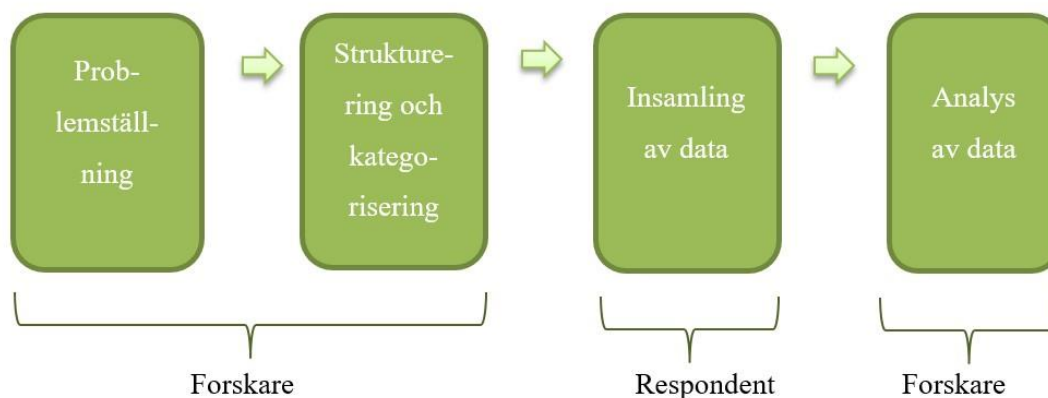 Prob-
lemställ-
ning
Strukture-
ring och
katego-
risering
Insamling
av data
Analys
av data
Forskare
Respondent
Forskare